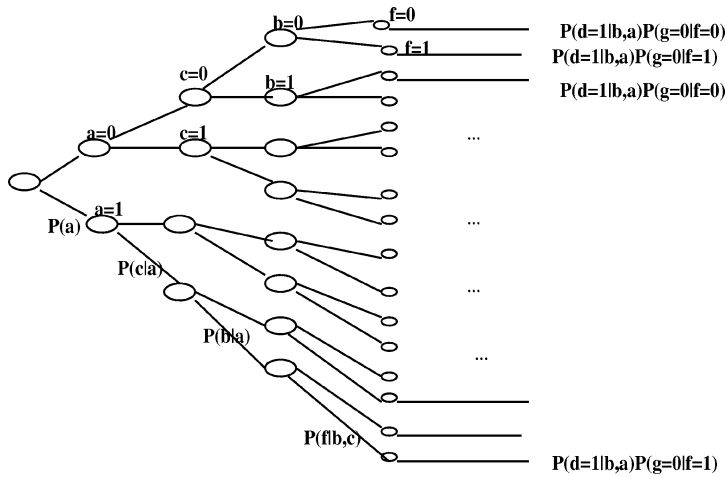 b=0
f=0
P(d=1|b,a)P(g=0|f=0)
f=1
P(d=1|b,a)P(g=0|f=1)
c=0
b=1
P(d=1|b,a)P(g=0|f=0)
a=0
c=1
...
a=1
P(a)
...
P(c|a)
...
P(b|a)
...
P(f|b,c)
P(d=1|b,a)P(g=0|f=1)